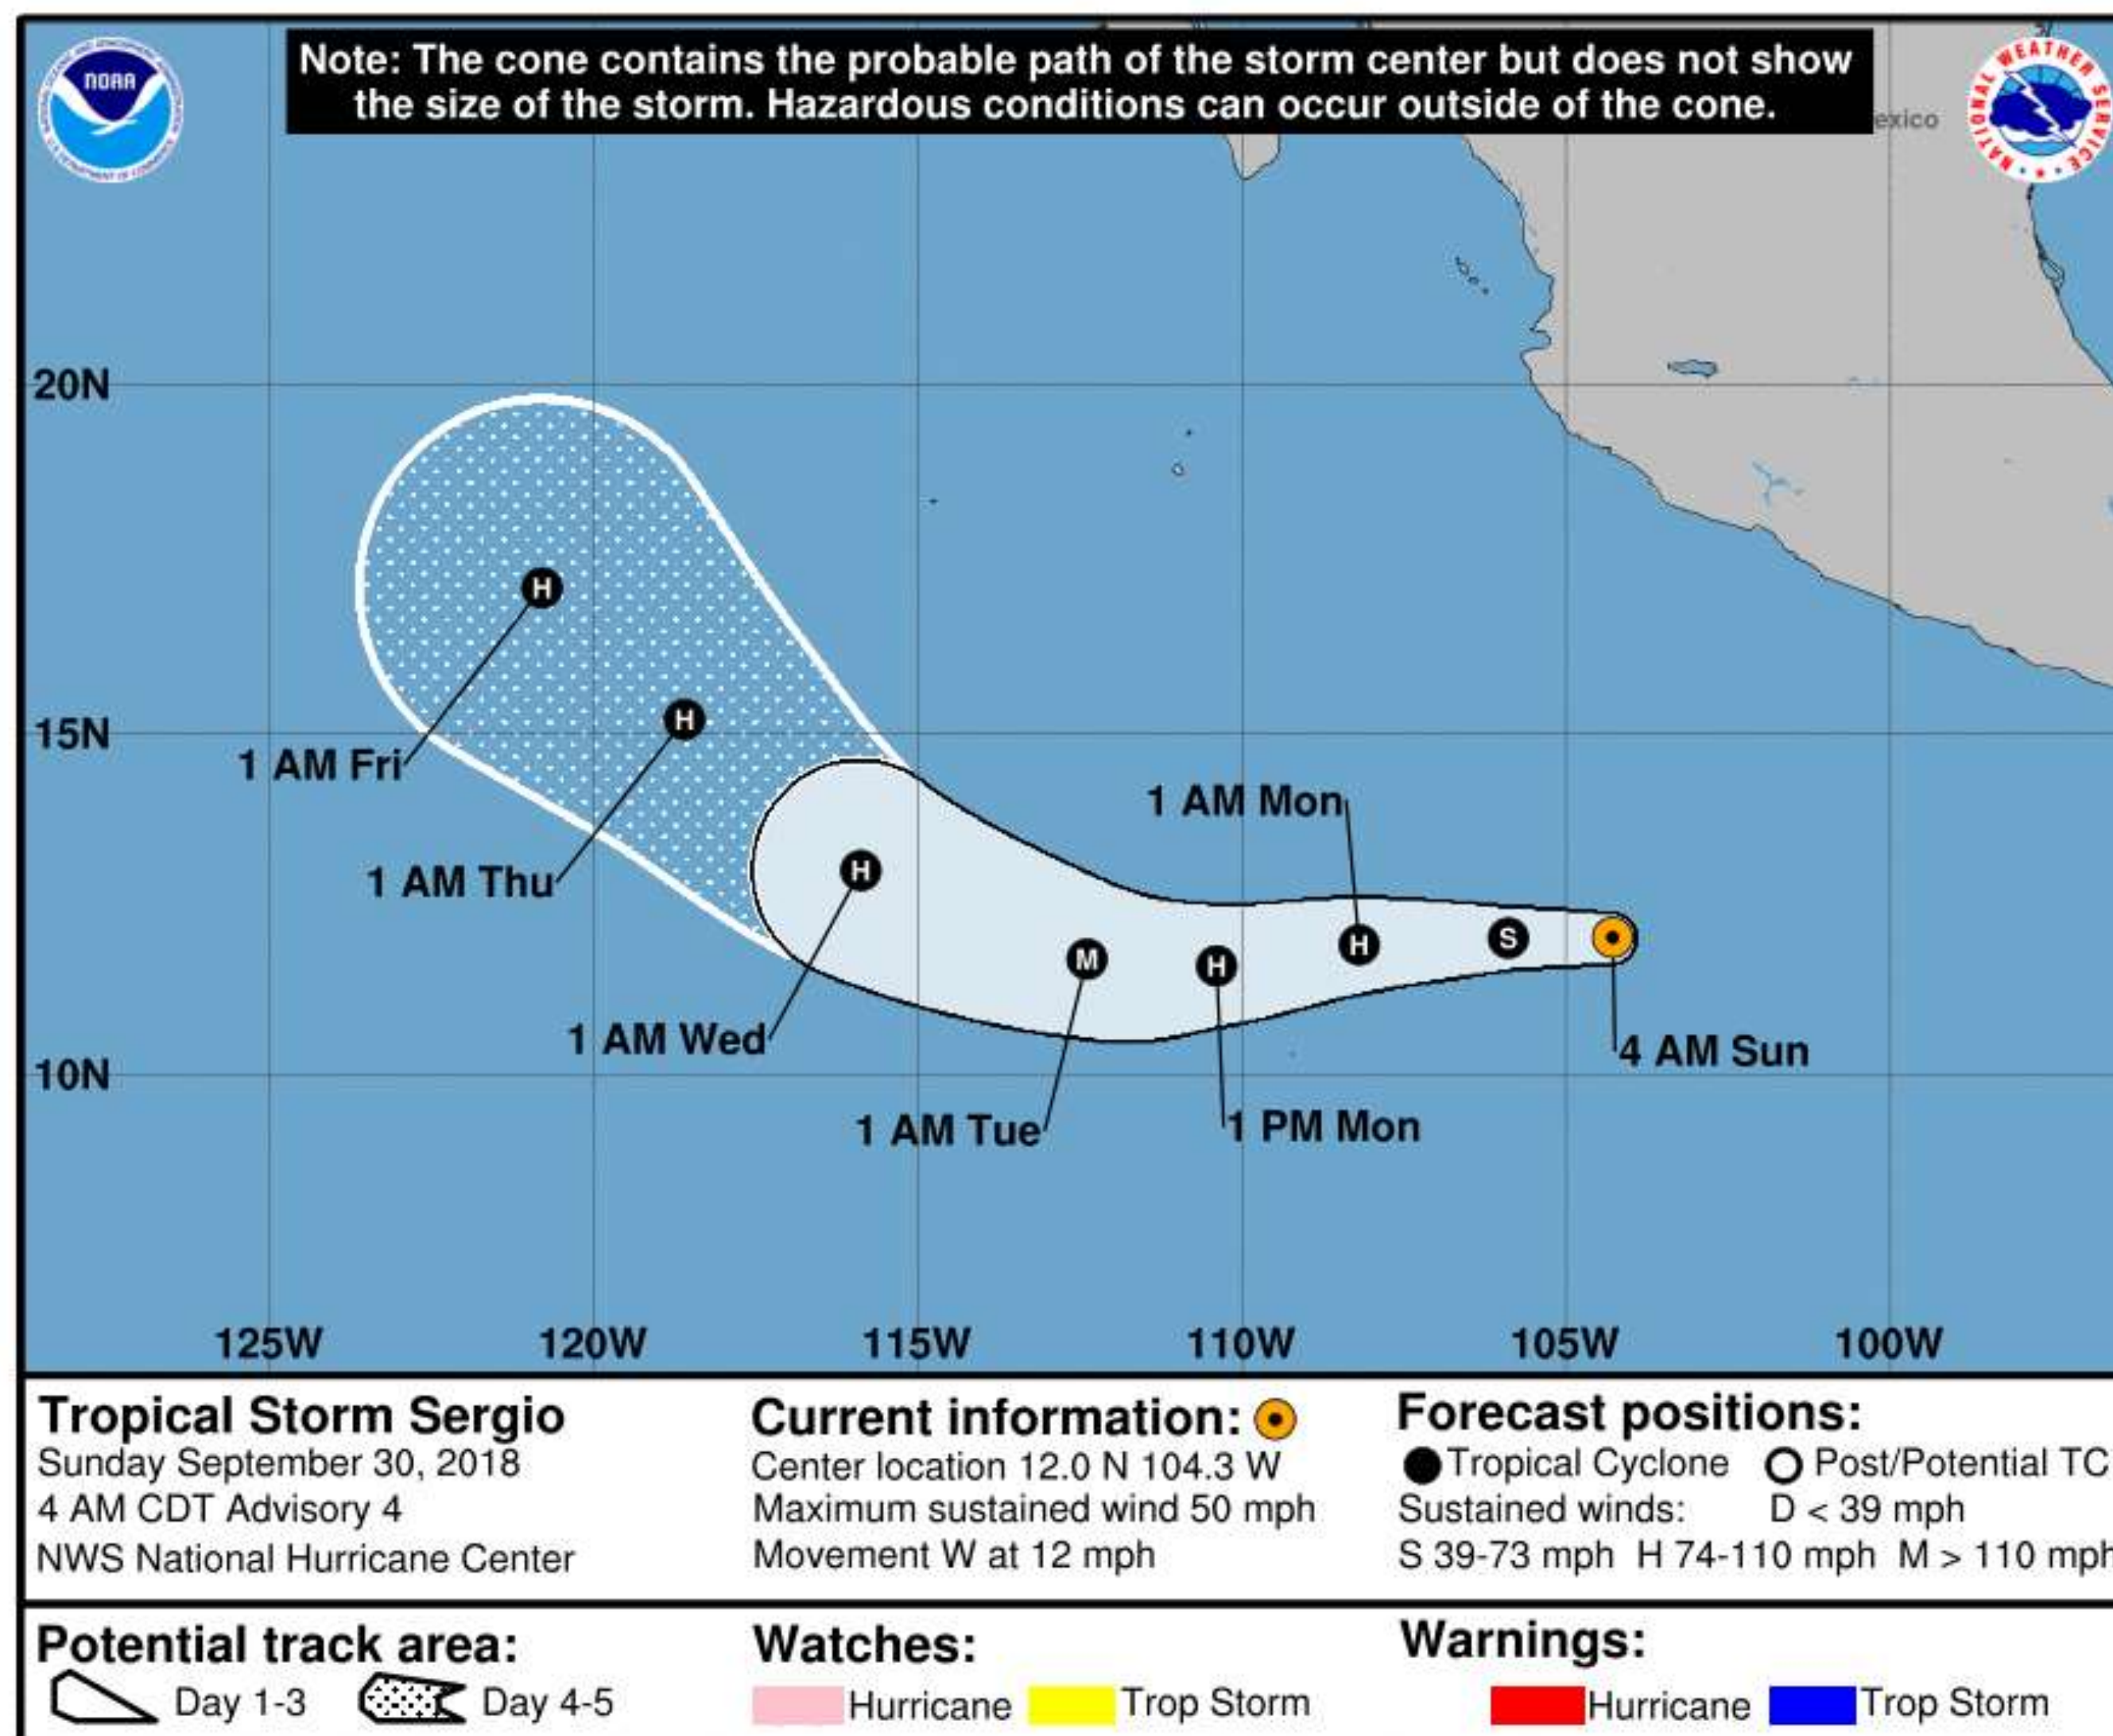 Note: The cone contains the probable path of the storm center but does not show
the size of the storm. Hazardous conditions can occur outside of the cone.
NOAA
NATIONAL WEATHER SERVICE
exico
20N
15N
10N
H
1 AM Fri
H
1 AM Thu
H
1 AM Wed
M
1 AM Tue
H
1 PM Mon
1 AM Mon
H
S
4 AM Sun
125W 120W 115W 110W 105W 100W
Tropical Storm Sergio
Sunday September 30, 2018
4 AM CDT Advisory 4
NWS National Hurricane Center
Current information:
Center location 12.0 N 104.3 W
Maximum sustained wind 50 mph
Movement W at 12 mph
Forecast positions:
Tropical Cyclone Post/Potential TC
Sustained winds: D < 39 mph
S 39-73 mph H 74-110 mph M > 110 mph
Potential track area:
Day 1-3 Day 4-5
Watches:
Hurricane Trop Storm
Warnings:
Hurricane Trop Storm